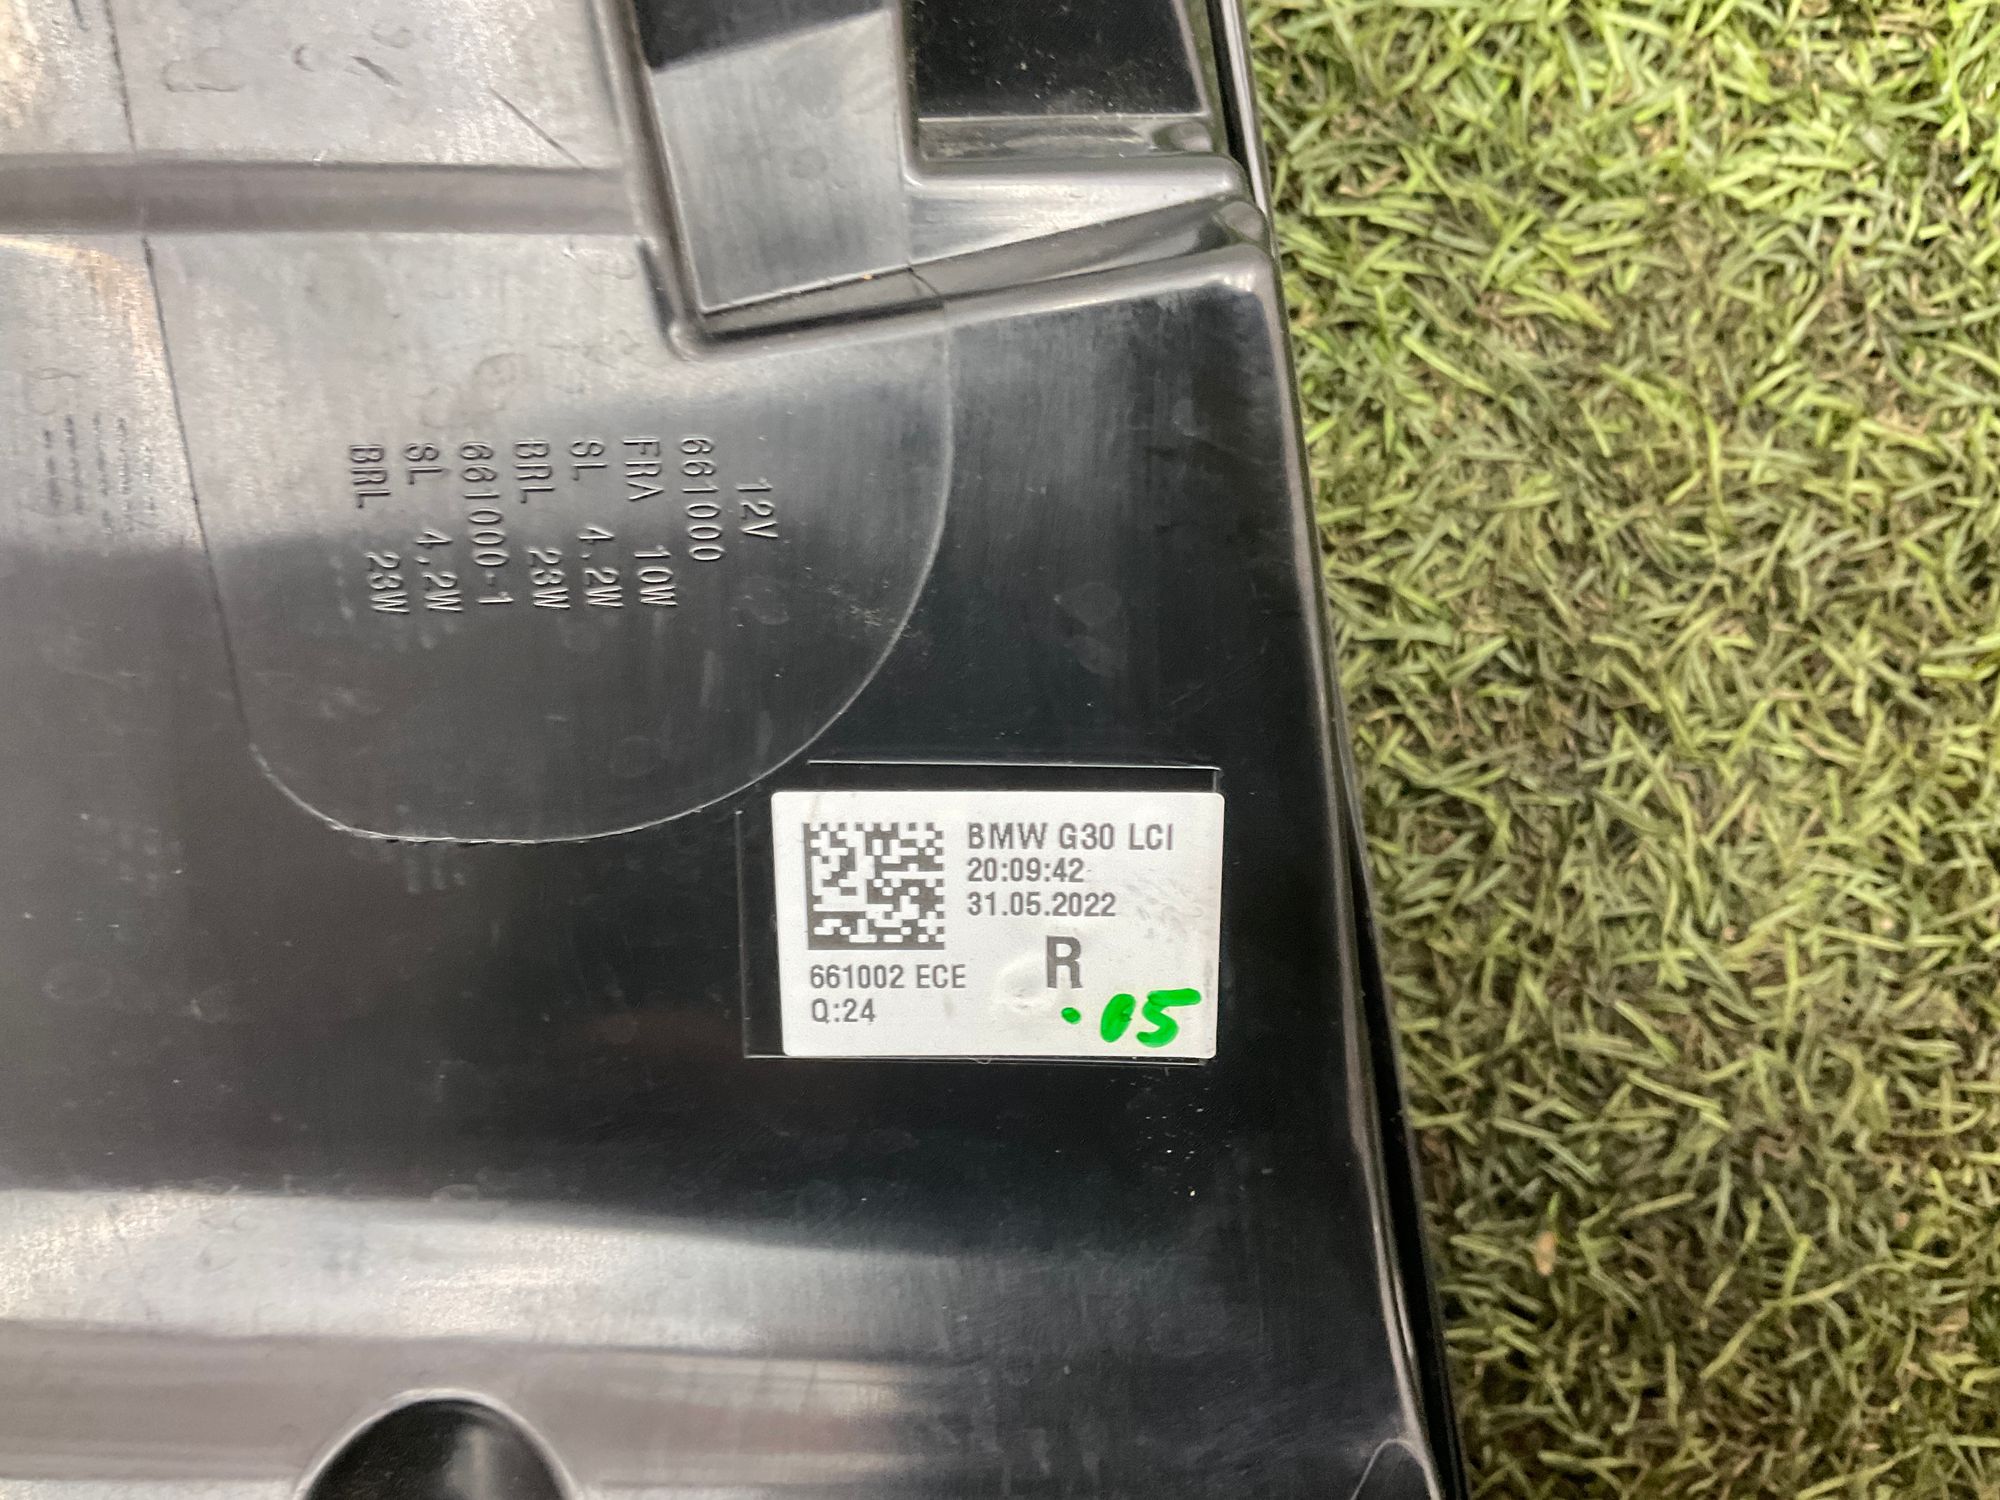 12V
661000
FRA 10W
SL 4.2W
BRL 23W
661000-1
SL 4,2W
BRL 23W
BMW G30 LCI
20:09:42
31.05.2022
R
661002 ECE
Q:24
.05